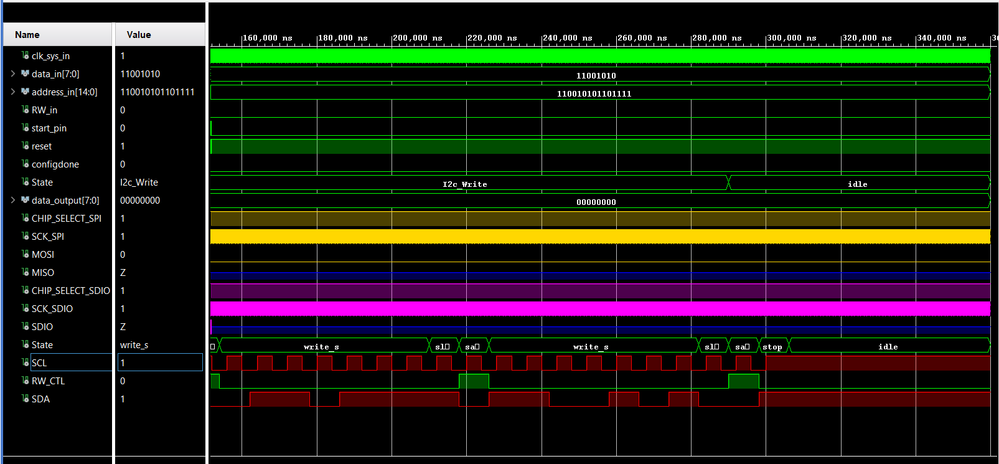 Name Value
160,000 ns 180,000 ns 200,000 ns 220,000 ns 240,000 ns 260,000 ns 280,000 ns 300,000 ns 320,000 ns 340,000 ns
clk_sys_in 1
data_in[7:0] 11001010 11001010
address_in[14:0] 110010101101111 110010101101111
RW_in 0
start_pin 0
reset 1
configdone 0
State I2c_Write I2c_Write idle
data_output[7:0] 00000000 00000000
CHIP_SELECT_SPI 1
SCK_SPI 1
MOSI 0
MISO Z
CHIP_SELECT_SDIO 1
SCK_SDIO 1
SDIO Z
State write_s write_s sl sa write_s sl sa stop idle
SCL 1
RW_CTL 0
SDA 1